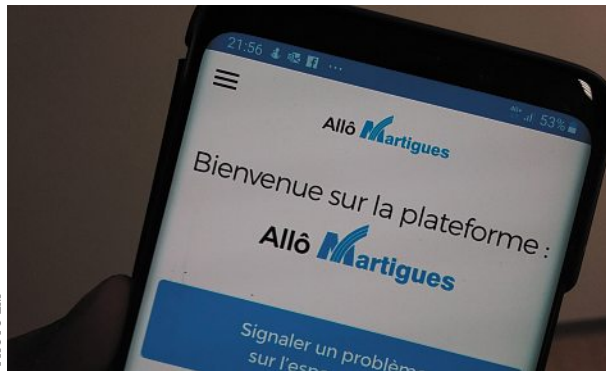 21:56
53%
Allô Martigues
Bienvenue sur la plateforme :
Allô Martigues
Signaler un problème
sur l'esp